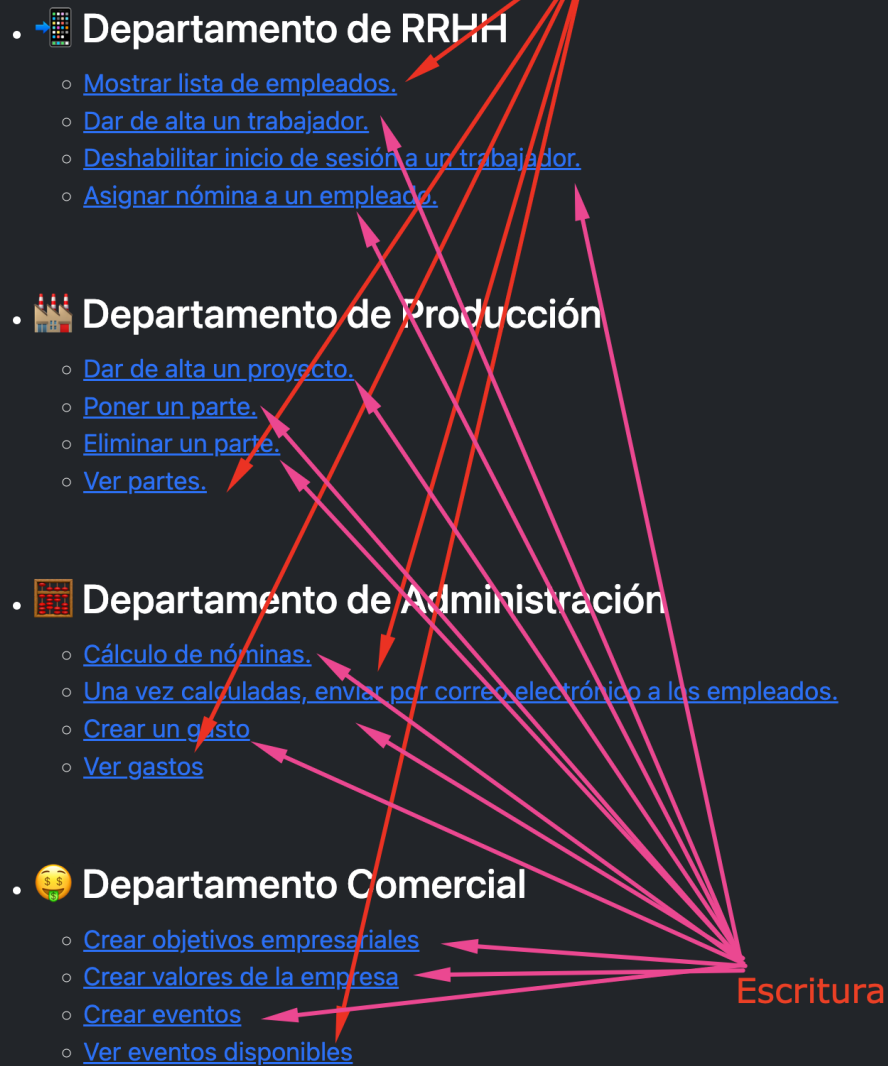 Departamento de RRHH
Mostrar lista de empleados.
Dar de alta un trabajador.
Deshabilitar inicio de sesión a un trabajador.
Asignar nómina a un empleado.
Departamento de Producción
Dar de alta un proyecto.
Poner un parte.
Eliminar un parte.
Ver partes.
Departamento de Administración
Cálculo de nóminas.
Una vez calculadas, enviar por correo electrónico a los empleados.
Crear un gasto
Ver gastos
Departamento Comercial
Crear objetivos empresariales
Crear valores de la empresa
Escritura
Crear eventos
Ver eventos disponibles